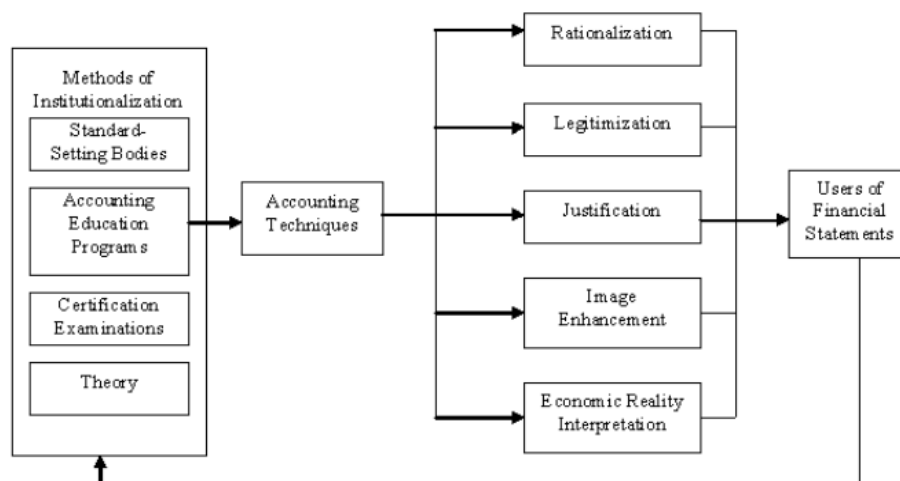 Methods of
Institutionalization
Standard-
Setting Bodies
Accounting
Education
Programs
Certification
Examinations
Theory
Accounting
Techniques
Rationalization
Legitimization
Justification
Image
Enhancement
Economic Reality
Interpretation
Users of
Financial
Statements